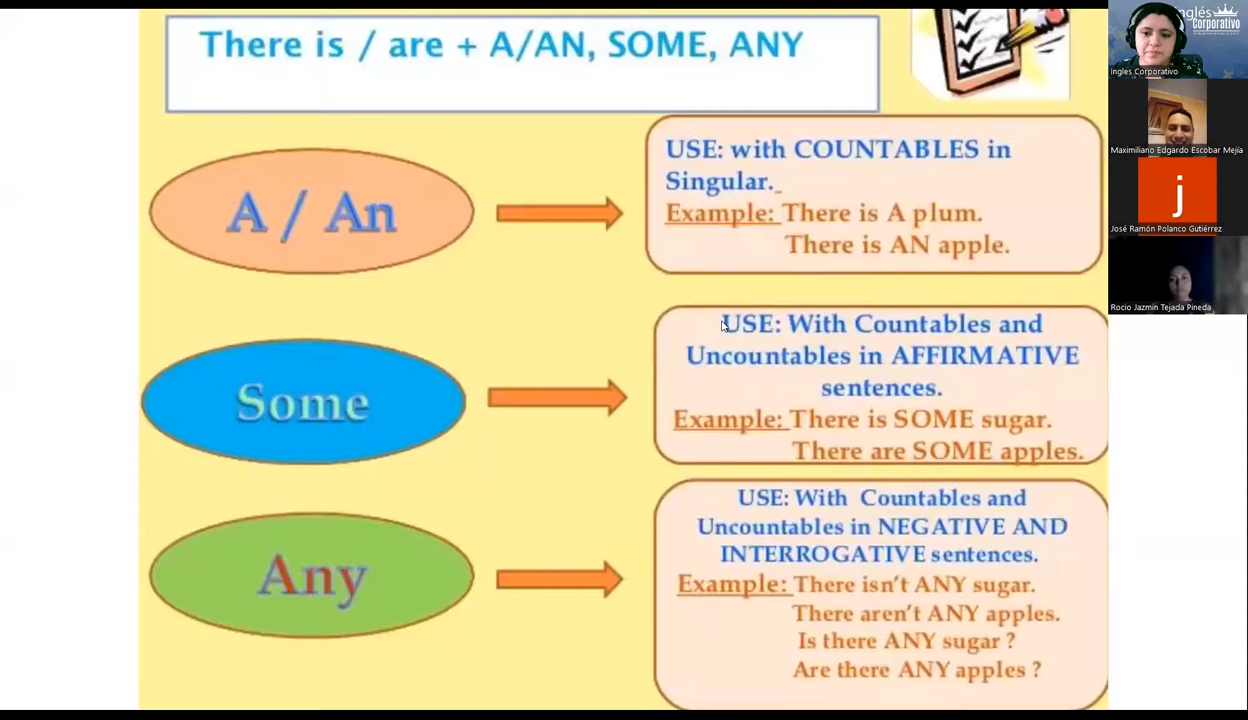 There is / are + A/AN, SOME, ANY
A / An
USE: with COUNTABLES in
Singular.
Example: There is A plum.
There is AN apple.
Some
USE: With Countables and
Uncountables in AFFIRMATIVE
sentences.
Example: There is SOME sugar.
There are SOME apples.
Any
USE: With Countables and
Uncountables in NEGATIVE AND
INTERROGATIVE sentences.
Example: There isn't ANY sugar.
There aren't ANY apples.
Is there ANY sugar ?
Are there ANY apples ?
Inglés
Corporativo
Ingles Corporativo
Maximiliano Edgardo Escobar Mejía
j
José Ramón Polanco Gutiérrez
Rocio Jazmin Tejada Pineda